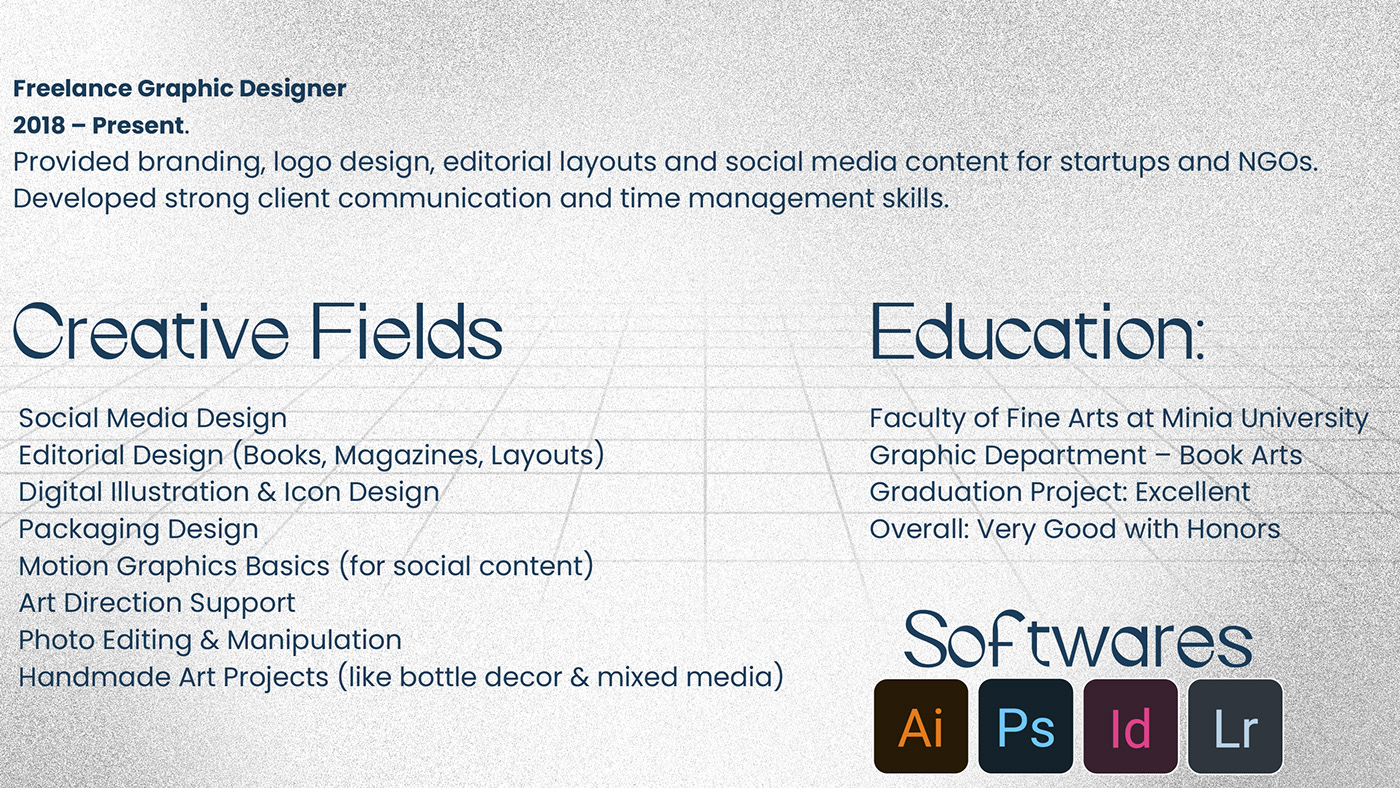 Freelance Graphic Designer
2018 – Present.
Provided branding, logo design, editorial layouts and social media content for startups and NGOs.
Developed strong client communication and time management skills.
Creative Fields
Social Media Design
Editorial Design (Books, Magazines, Layouts)
Digital Illustration & Icon Design
Packaging Design
Motion Graphics Basics (for social content)
Art Direction Support
Photo Editing & Manipulation
Handmade Art Projects (like bottle decor & mixed media)
Education:
Faculty of Fine Arts at Minia University
Graphic Department – Book Arts
Graduation Project: Excellent
Overall: Very Good with Honors
Softwares
Ai Ps Id Lr